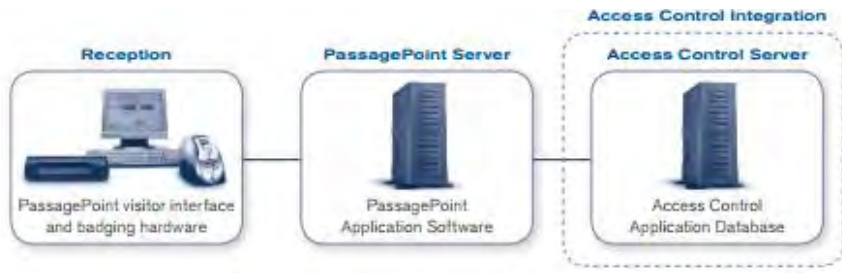 Access Control Integration
Reception
PassagePoint Server
Access Control Server
PassagePoint visitor interface
and badging hardware
PassagePoint
Application Software
Access Control
Application Database